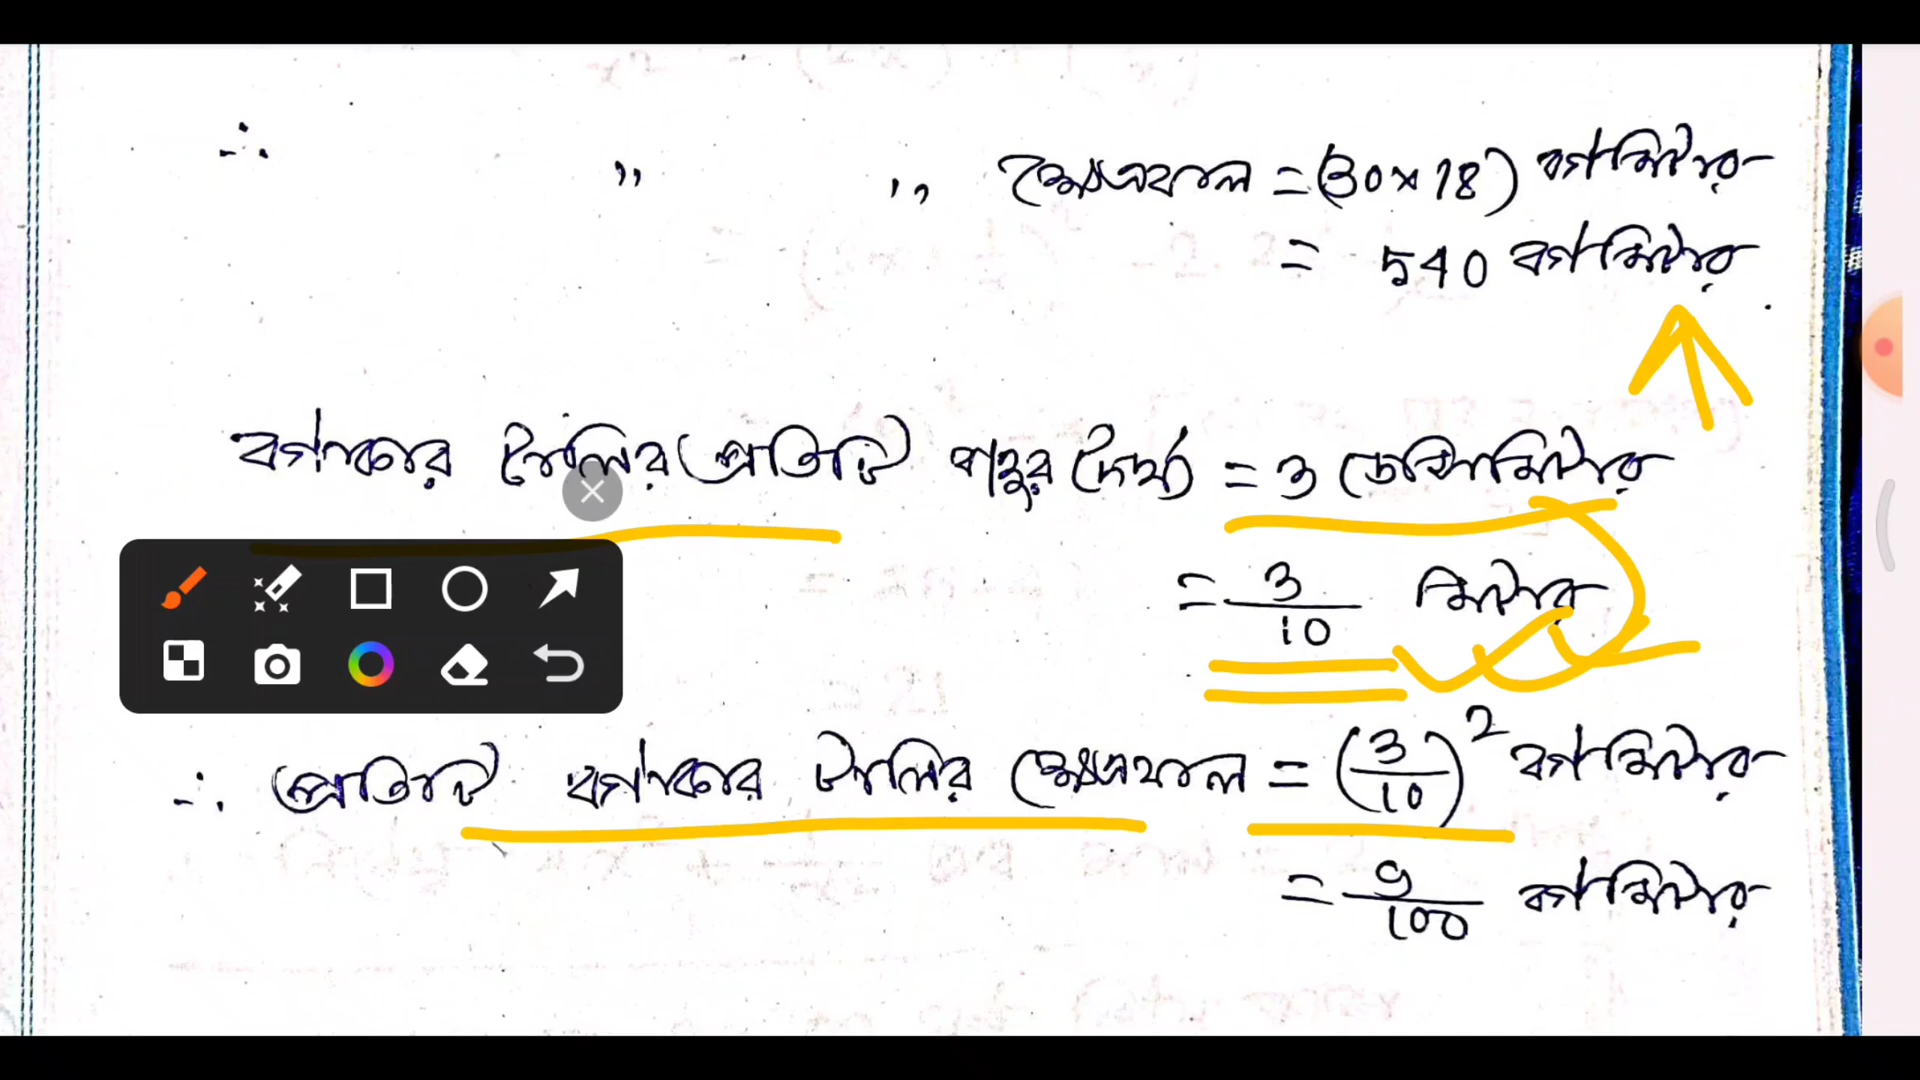 ∴ " " ক্ষেত্রফল = (30×18) বর্গমিটার
= 540 বর্গমিটার
বর্গাকার টালির প্রতিটি বাহুর দৈর্ঘ্য = 3 ডেসিমিটার
= 3/10 মিটার
∴ প্রতিটি বর্গাকার টালির ক্ষেত্রফল = (3/10)² বর্গমিটার
= 9/100 বর্গমিটার